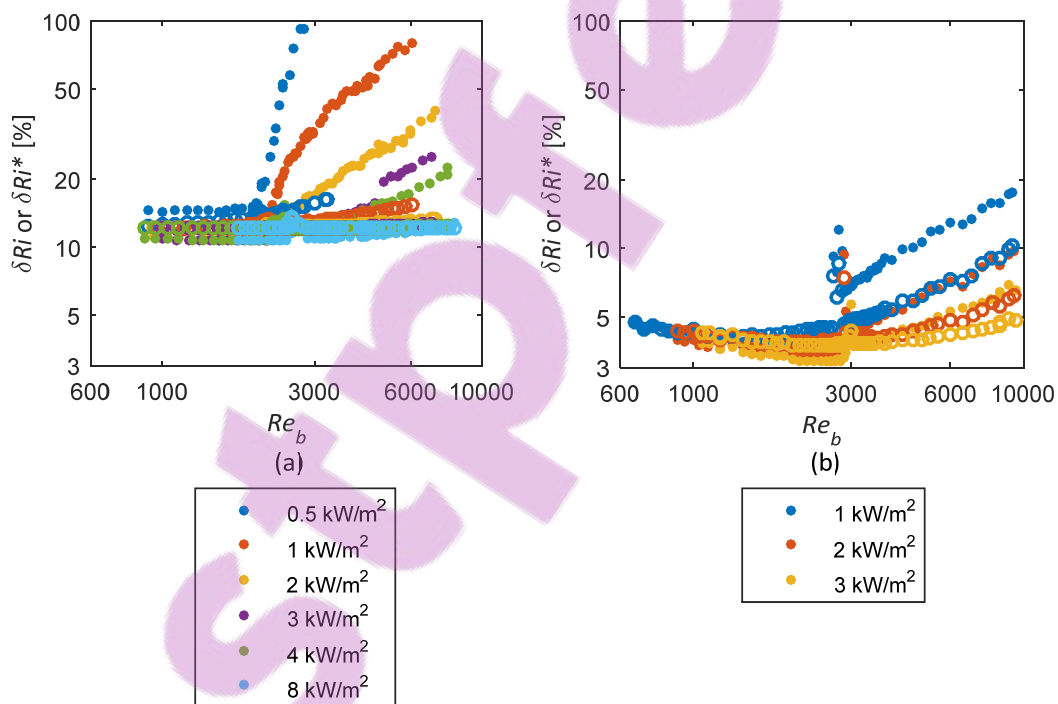 100
50
20
10
5
3
δRi or δRi* [%]
600 1000 3000 6000 10000
Re_b
(a)
0.5 kW/m²
1 kW/m²
2 kW/m²
3 kW/m²
4 kW/m²
8 kW/m²
100
50
20
10
5
3
δRi or δRi* [%]
600 1000 3000 6000 10000
Re_b
(b)
1 kW/m²
2 kW/m²
3 kW/m²
stpfe